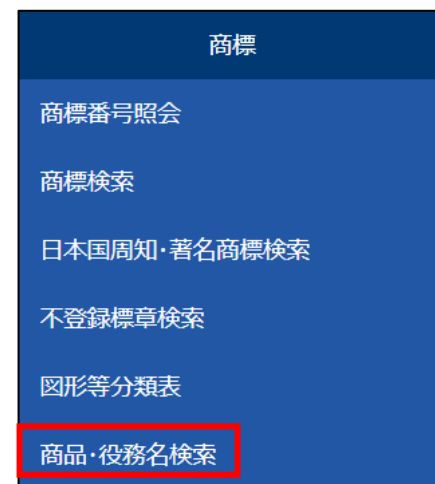 商標
商標番号照会
商標検索
日本国周知・著名商標検索
不登録標章検索
図形等分類表
商品・役務名検索